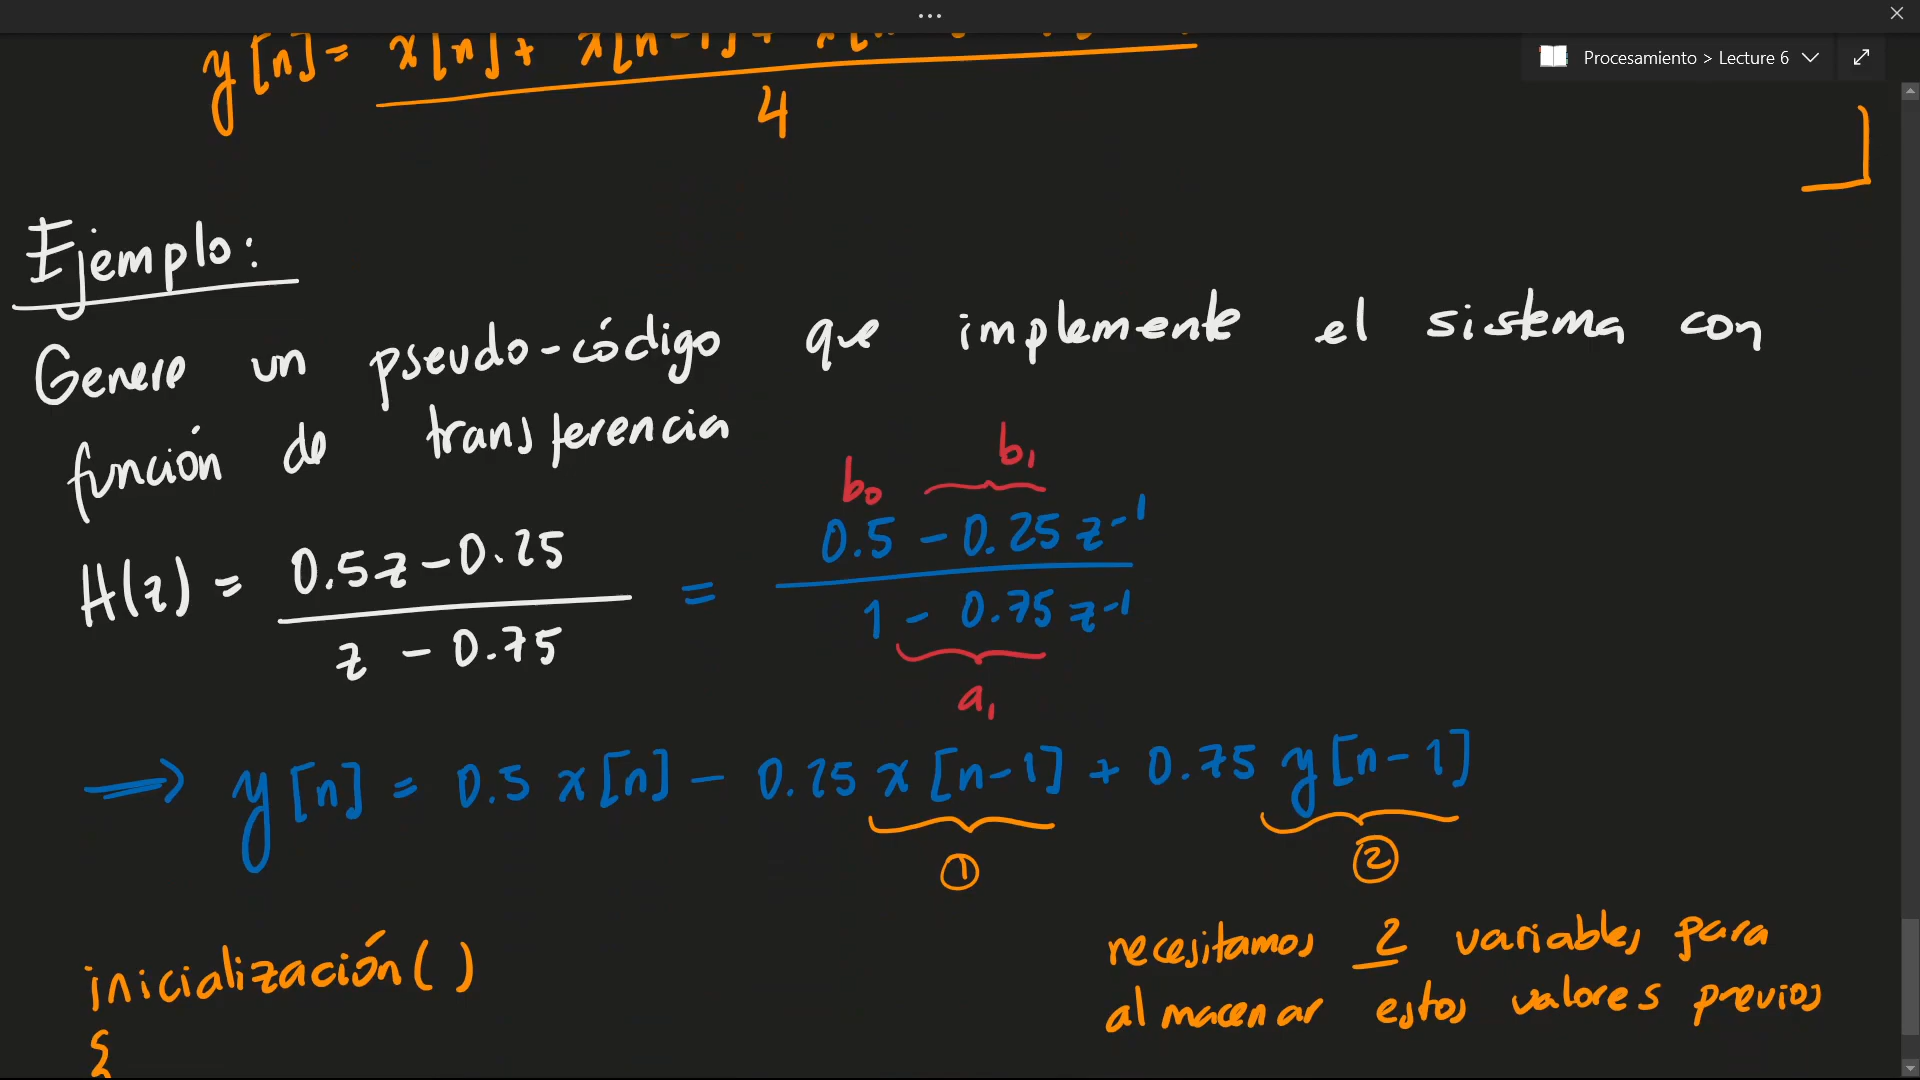 ...
Procesamiento > Lecture 6
y[n] = x[n] + x[n-1] +
4
Ejemplo:
Genere un pseudo-código que implemente el sistema con
función de transferencia
H(z) = 0.5z - 0.25 / z - 0.75 = 0.5 - 0.25 z⁻¹ / 1 - 0.75 z⁻¹
b₀ b₁
a₁
⇒ y[n] = 0.5 x[n] - 0.25 x[n-1] + 0.75 y[n-1]
① ②
necesitamos 2 variables para
almacenar estos valores previos
inicialización()
{